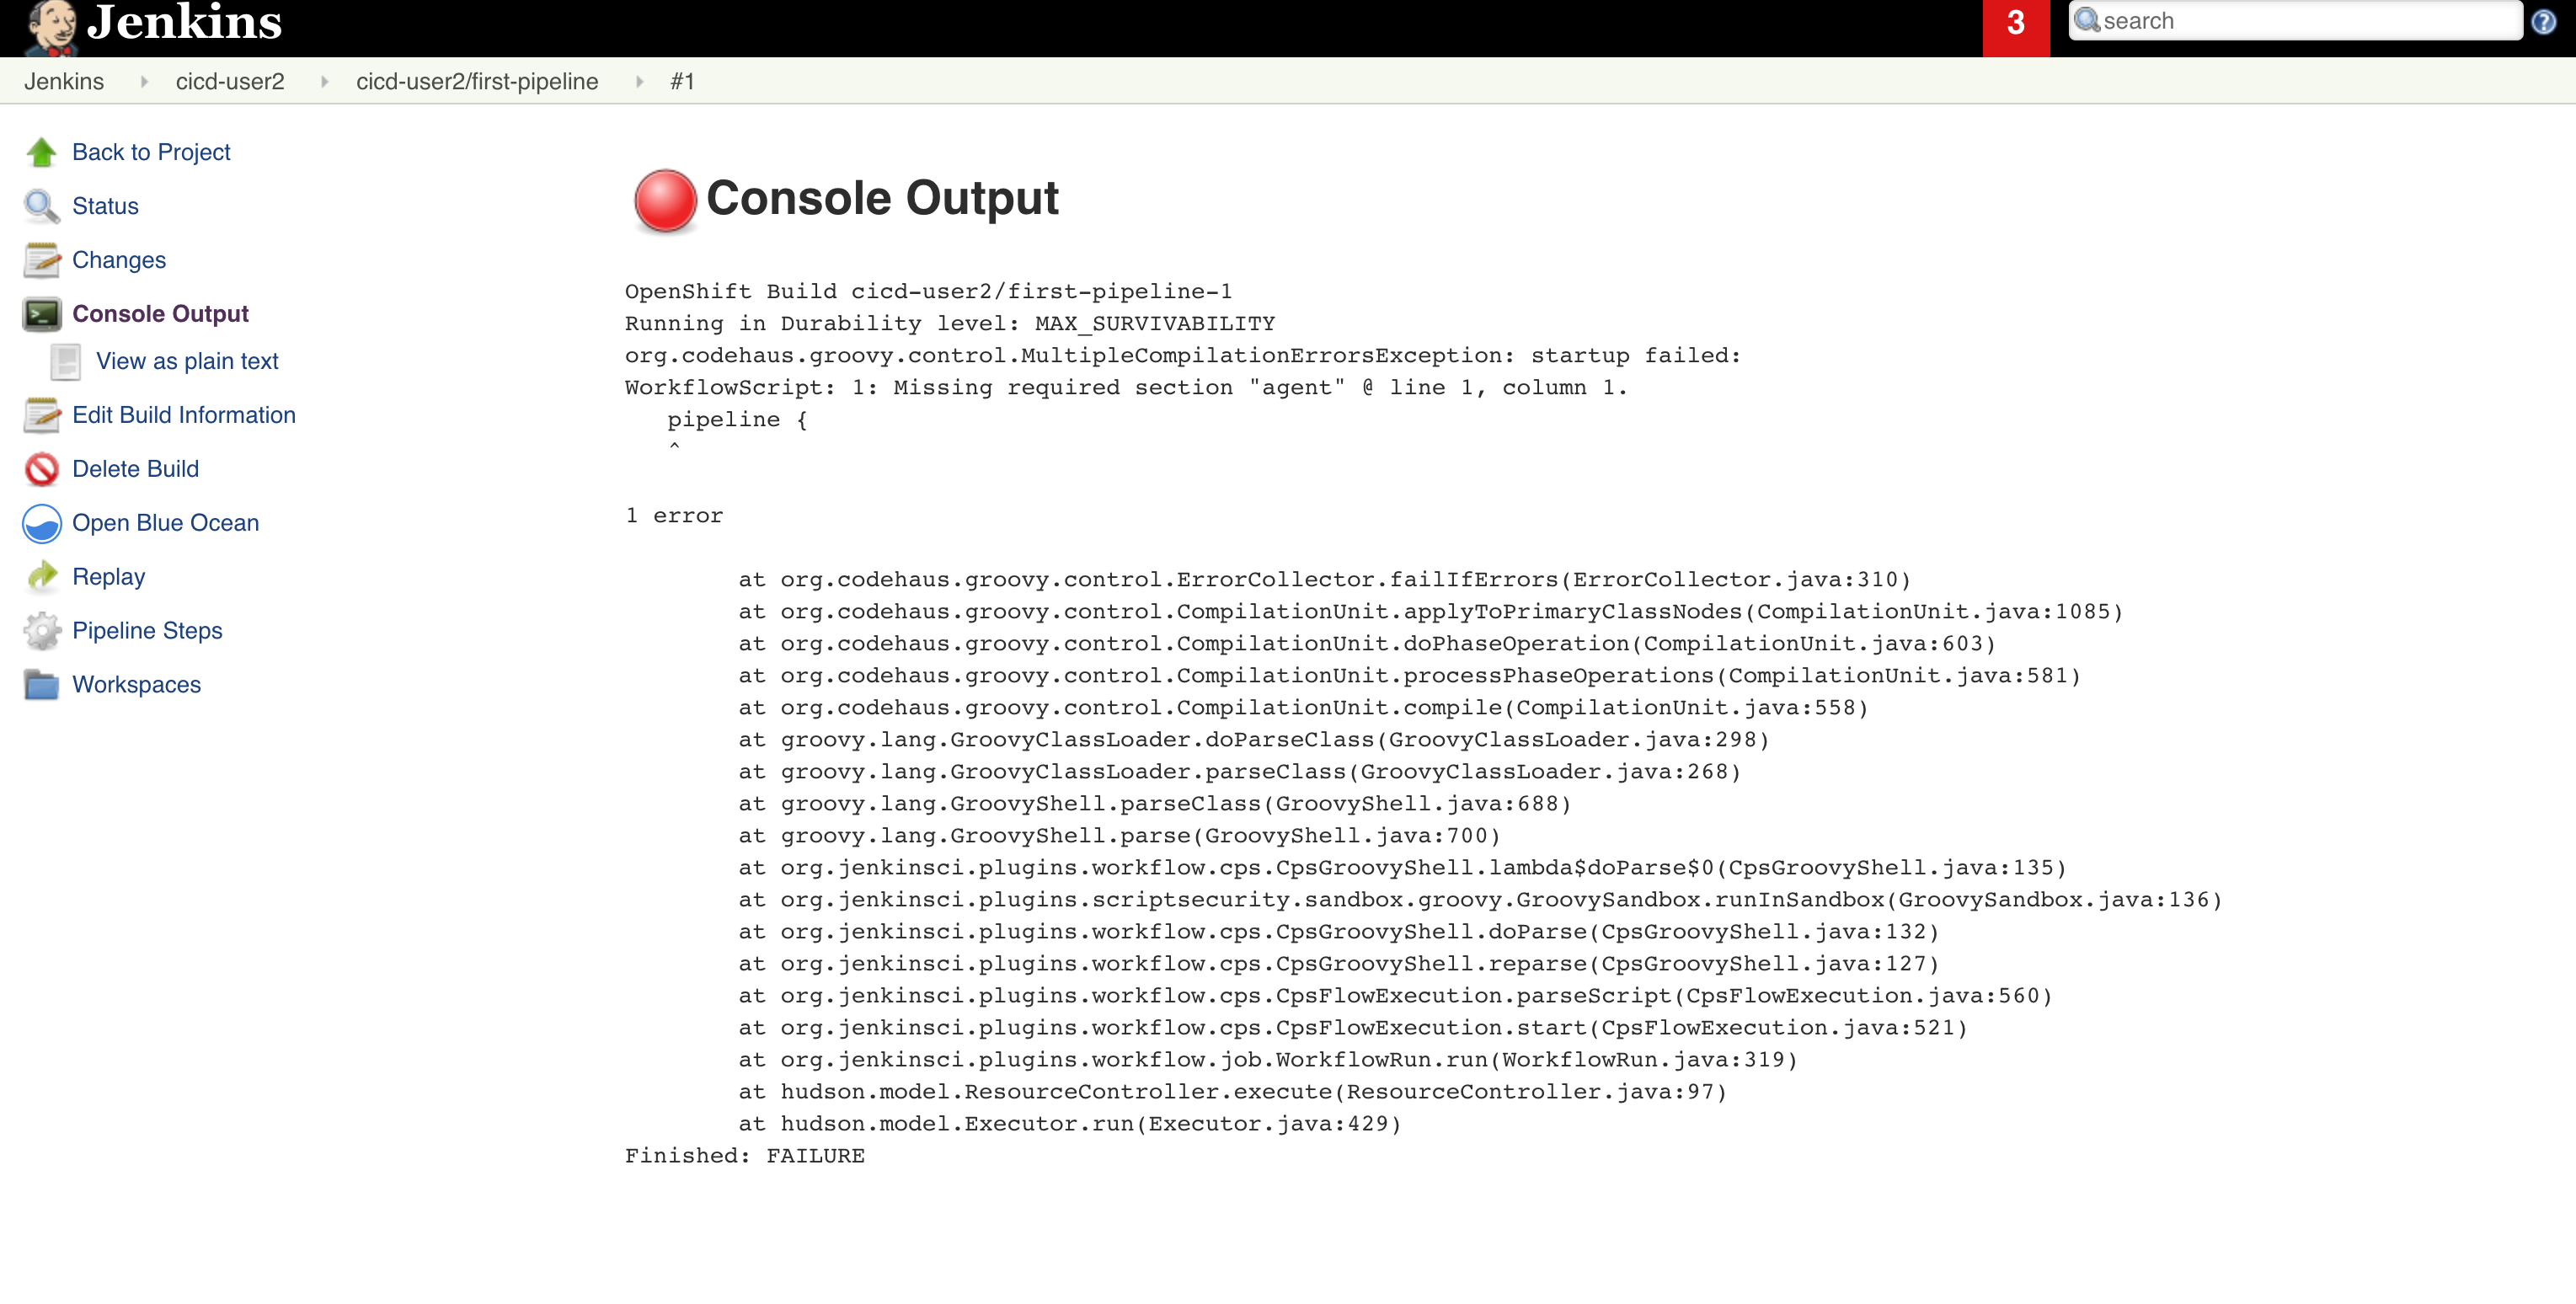 Jenkins
3
search
Jenkins cicd-user2 cicd-user2/first-pipeline #1
Back to Project
Status
Changes
Console Output
View as plain text
Edit Build Information
Delete Build
Open Blue Ocean
Replay
Pipeline Steps
Workspaces
Console Output
OpenShift Build cicd-user2/first-pipeline-1
Running in Durability level: MAX_SURVIVABILITY
org.codehaus.groovy.control.MultipleCompilationErrorsException: startup failed:
WorkflowScript: 1: Missing required section "agent" @ line 1, column 1.
pipeline {
^
1 error
at org.codehaus.groovy.control.ErrorCollector.failIfErrors(ErrorCollector.java:310)
at org.codehaus.groovy.control.CompilationUnit.applyToPrimaryClassNodes(CompilationUnit.java:1085)
at org.codehaus.groovy.control.CompilationUnit.doPhaseOperation(CompilationUnit.java:603)
at org.codehaus.groovy.control.CompilationUnit.processPhaseOperations(CompilationUnit.java:581)
at org.codehaus.groovy.control.CompilationUnit.compile(CompilationUnit.java:558)
at groovy.lang.GroovyClassLoader.doParseClass(GroovyClassLoader.java:298)
at groovy.lang.GroovyClassLoader.parseClass(GroovyClassLoader.java:268)
at groovy.lang.GroovyShell.parseClass(GroovyShell.java:688)
at groovy.lang.GroovyShell.parse(GroovyShell.java:700)
at org.jenkinsci.plugins.workflow.cps.CpsGroovyShell.lambda$doParse$0(CpsGroovyShell.java:135)
at org.jenkinsci.plugins.scriptsecurity.sandbox.groovy.GroovySandbox.runInSandbox(GroovySandbox.java:136)
at org.jenkinsci.plugins.workflow.cps.CpsGroovyShell.doParse(CpsGroovyShell.java:132)
at org.jenkinsci.plugins.workflow.cps.CpsGroovyShell.reparse(CpsGroovyShell.java:127)
at org.jenkinsci.plugins.workflow.cps.CpsFlowExecution.parseScript(CpsFlowExecution.java:560)
at org.jenkinsci.plugins.workflow.cps.CpsFlowExecution.start(CpsFlowExecution.java:521)
at org.jenkinsci.plugins.workflow.job.WorkflowRun.run(WorkflowRun.java:319)
at hudson.model.ResourceController.execute(ResourceController.java:97)
at hudson.model.Executor.run(Executor.java:429)
Finished: FAILURE